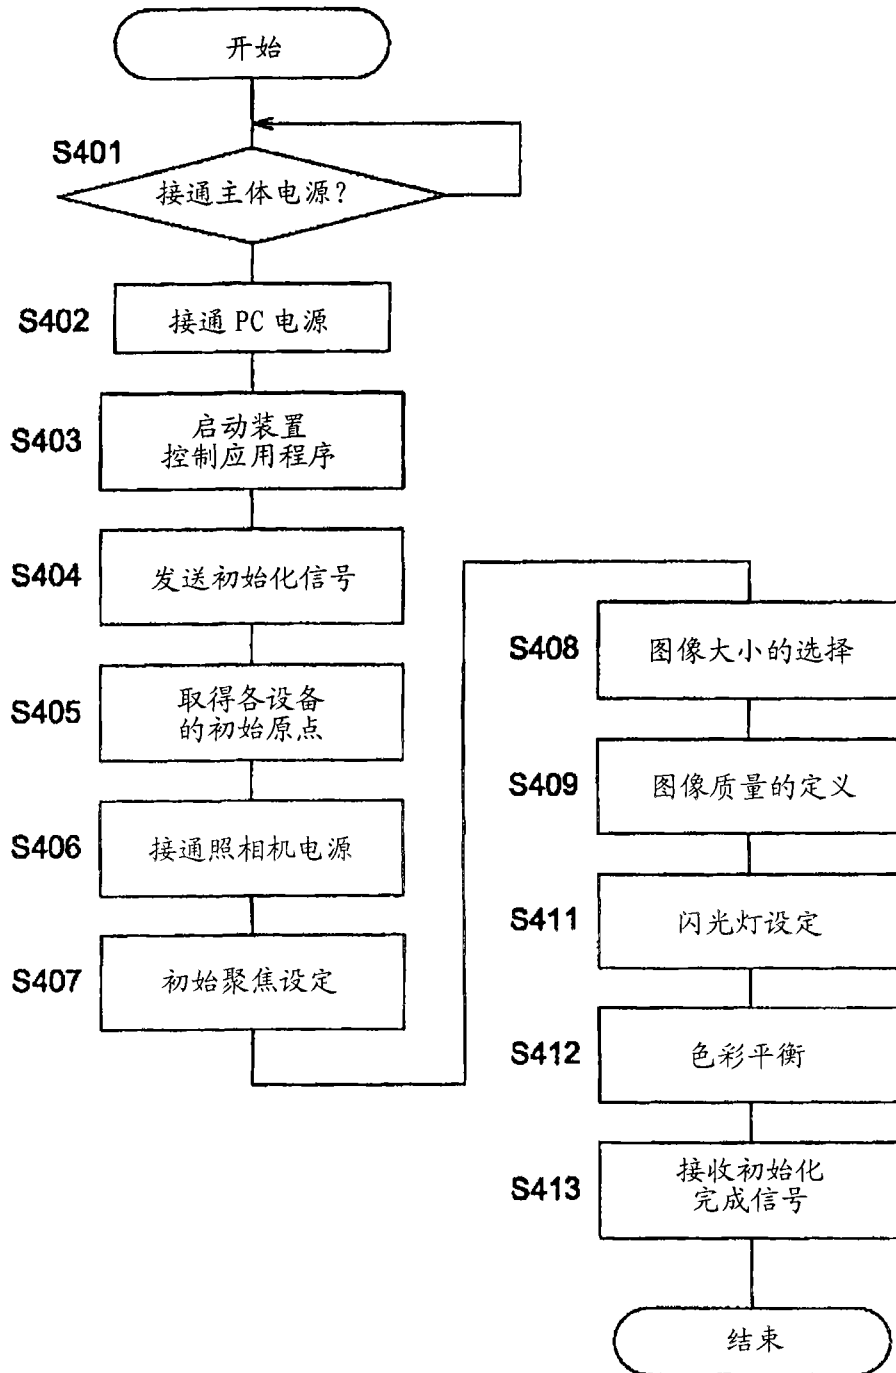 开始
S401
接通主体电源?
S402
接通 PC 电源
S403
启动装置
控制应用程序
S404
发送初始化信号
S405
取得各设备
的初始原点
S406
接通照相机电源
S407
初始聚焦设定
S408
图像大小的选择
S409
图像质量的定义
S411
闪光灯设定
S412
色彩平衡
S413
接收初始化
完成信号
结束